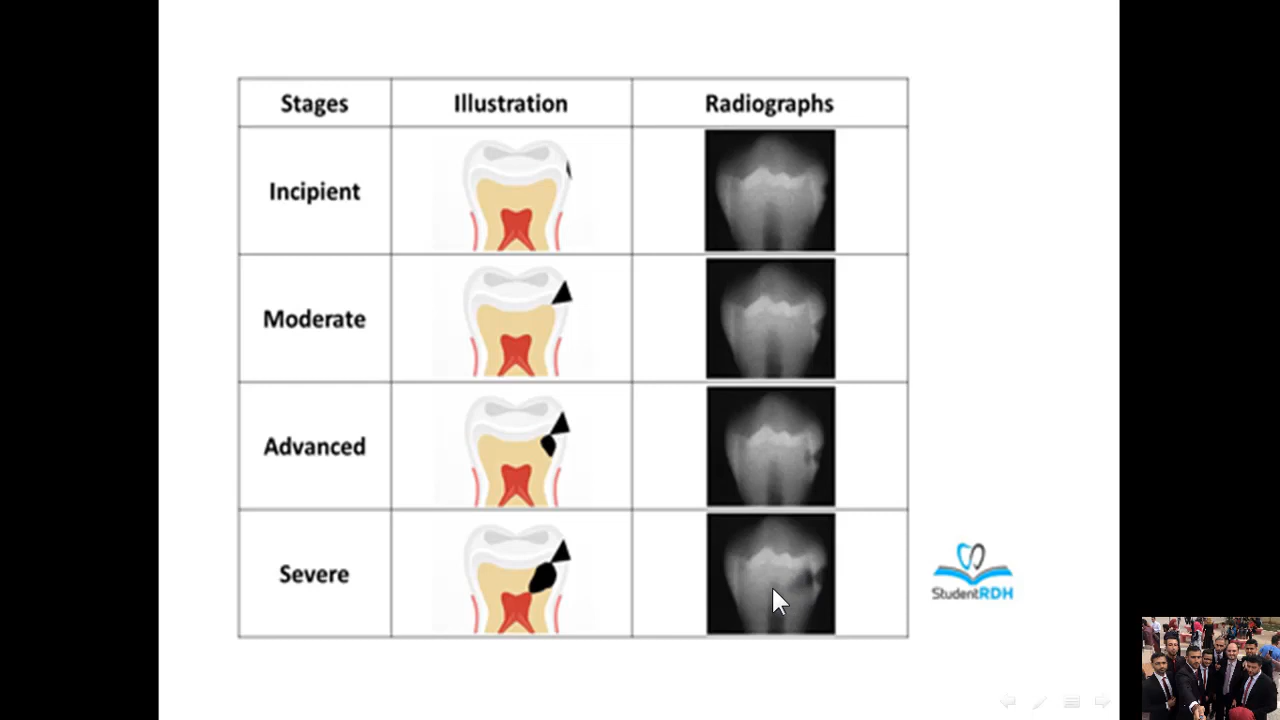 Stages Illustration Radiographs
Incipient
Moderate
Advanced
Severe
StudentRDH